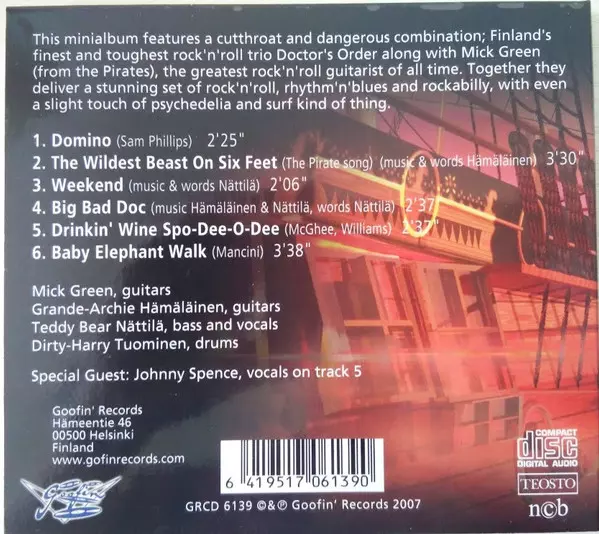 This minialbum features a cutthroat and dangerous combination; Finland's
finest and toughest rock'n'roll trio Doctor's Order along with Mick Green
(from the Pirates), the greatest rock'n'roll guitarist of all time. Together they
deliver a stunning set of rock'n'roll, rhythm'n'blues and rockabilly, with even
a slight touch of psychedelia and surf kind of thing.
1. Domino (Sam Phillips) 2'25"
2. The Wildest Beast On Six Feet (The Pirate song) (music & words Hämäläinen) 3'30"
3. Weekend (music & words Nättilä) 2'06"
4. Big Bad Doc (music Hämäläinen & Nättilä, words Nättilä) 2'37
5. Drinkin' Wine Spo-Dee-O-Dee (McGhee, Williams) 2'37"
6. Baby Elephant Walk (Mancini) 3'38"
Mick Green, guitars
Grande-Archie Hämäläinen, guitars
Teddy Bear Nättilä, bass and vocals
Dirty-Harry Tuominen, drums
Special Guest: Johnny Spence, vocals on track 5
Goofin' Records
Hämeentie 46
00500 Helsinki
Finland
www.gofinrecords.com
Goofin'
6 419517 061390
GRCD 6139 ©&℗ Goofin' Records 2007
COMPACT
disc
DIGITAL AUDIO
TEOSTO
ncb